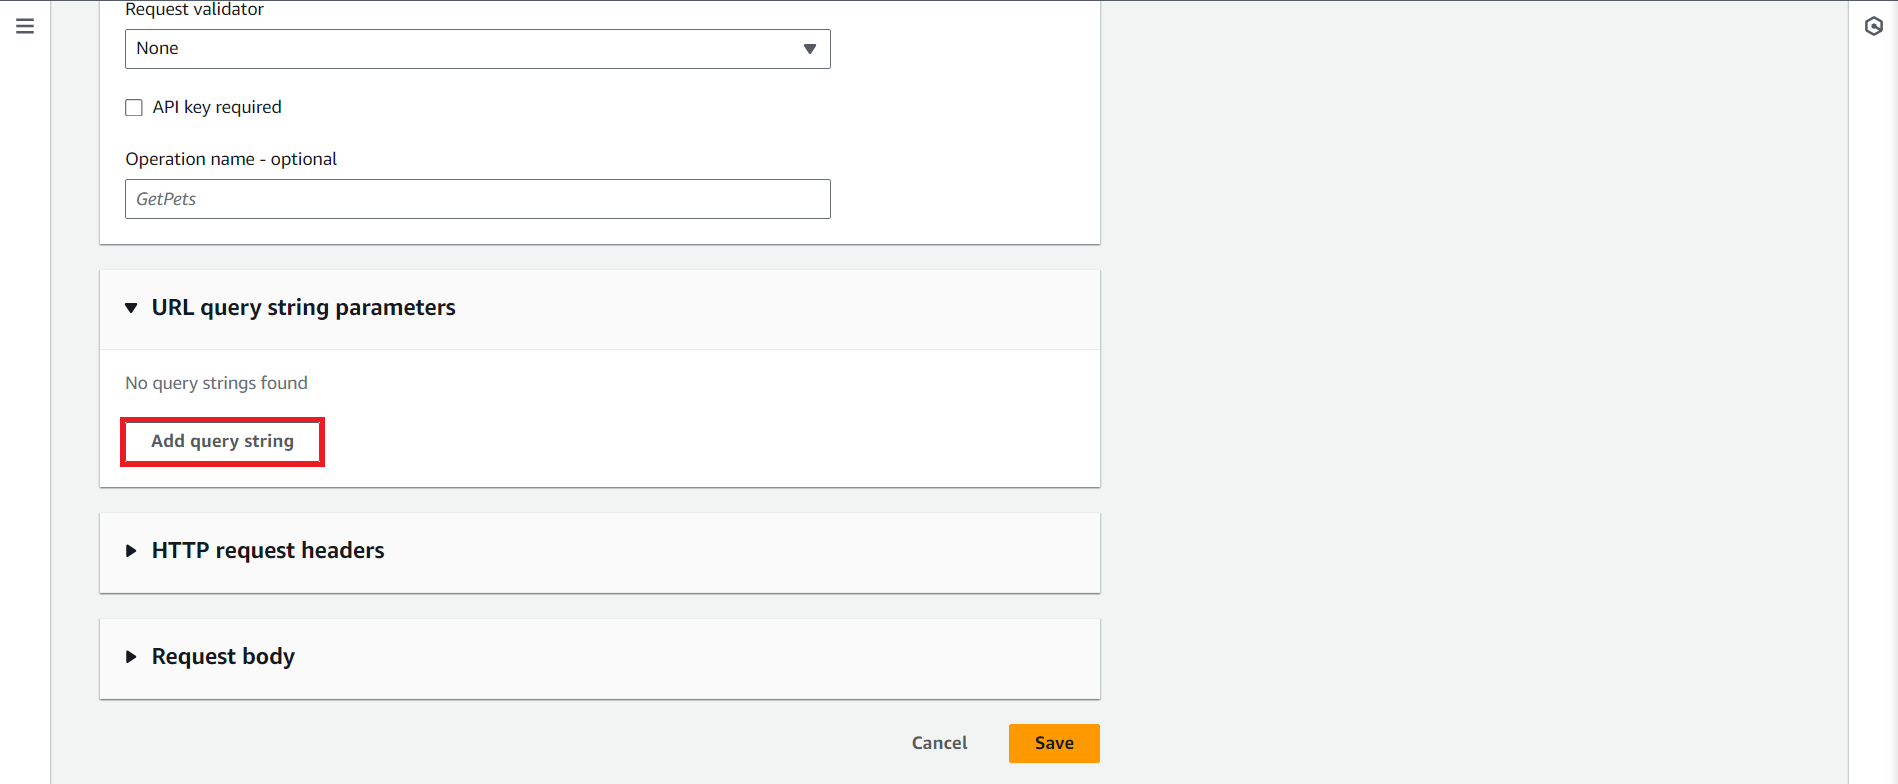 Request validator
None
API key required
Operation name - optional
GetPets
URL query string parameters
No query strings found
Add query string
HTTP request headers
Request body
Cancel
Save